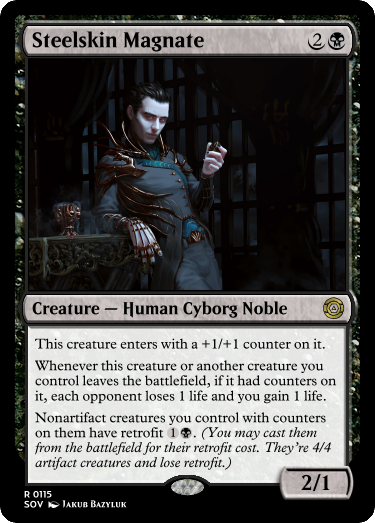 Steelskin Magnate 2
Creature — Human Cyborg Noble
This creature enters with a +1/+1 counter on it.
Whenever this creature or another creature you
control leaves the battlefield, if it had counters on
it, each opponent loses 1 life and you gain 1 life.
Nonartifact creatures you control with counters
on them have retrofit 1. (You may cast them
from the battlefield for their retrofit cost. They're 4/4
artifact creatures and lose retrofit.)
2/1
R 0115
SOV Jakub Bazyluk